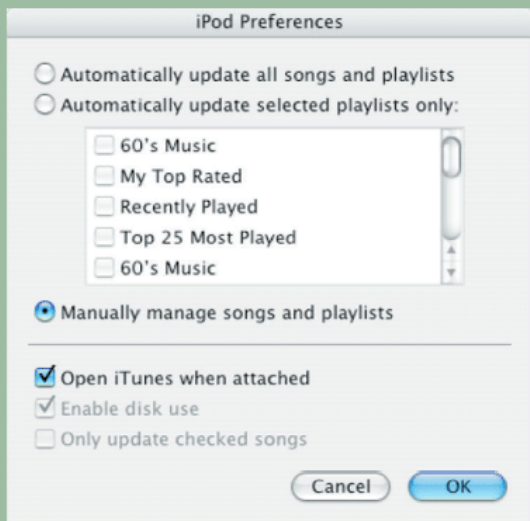 iPod Preferences
Automatically update all songs and playlists
Automatically update selected playlists only:
60's Music
My Top Rated
Recently Played
Top 25 Most Played
60's Music
Manually manage songs and playlists
Open iTunes when attached
Enable disk use
Only update checked songs
Cancel OK